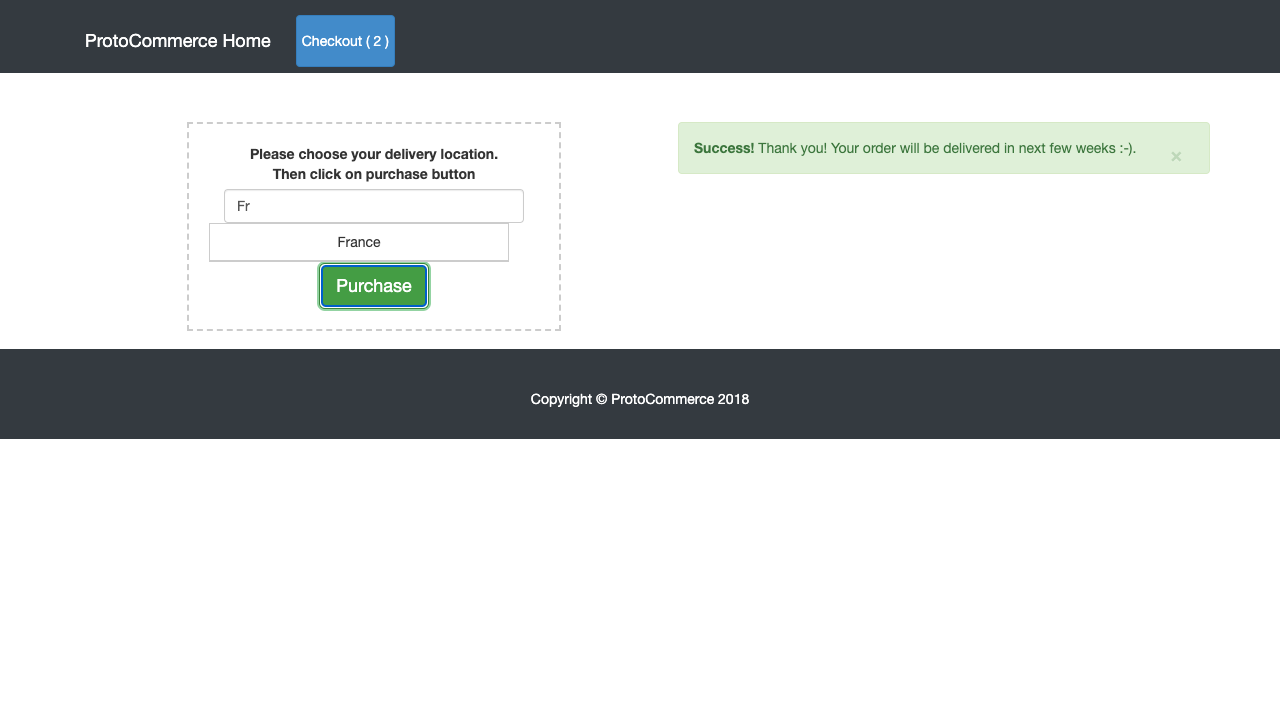 ProtoCommerce Home
Checkout ( 2 )
Please choose your delivery location.
Then click on purchase button
Fr
France
Purchase
Success! Thank you! Your order will be delivered in next few weeks :-).
×
Copyright © ProtoCommerce 2018